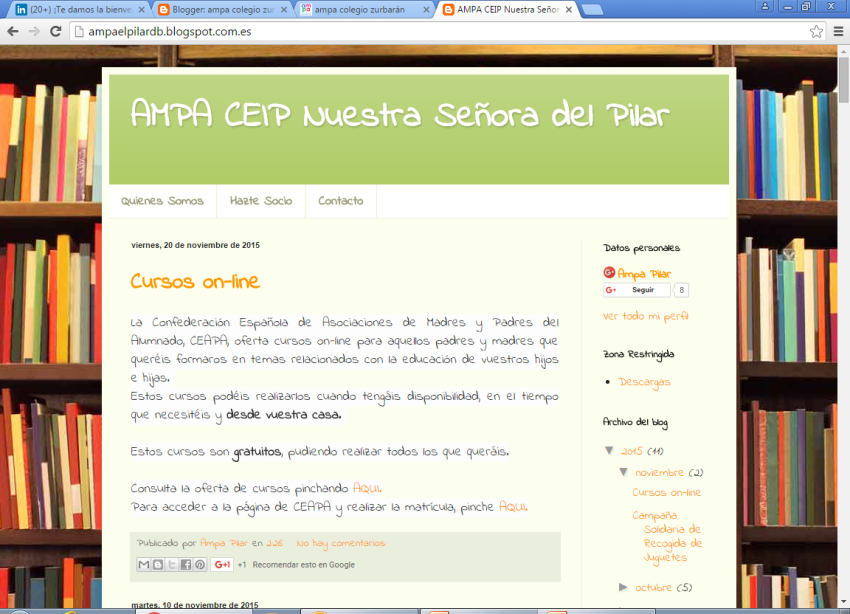 (20+) ¡Te damos la bienve
Blogger: ampa colegio zur
ampa colegio zurbarán
AMPA CEIP Nuestra Señor
ampaelpilardb.blogspot.com.es
AMPA CEIP Nuestra Señora del Pilar
Quienes Somos
Hazte Socio
Contacto
viernes, 20 de noviembre de 2015
Cursos on-line
La Confederación Española de Asociaciones de Madres y Padres del
Alumnado, CEAPA, oferta cursos on-line para aquellos padres y madres que
queréis formaros en temas relacionados con la educación de vuestros hijos
e hijas.
Estos cursos podéis realizarlos cuando tengáis disponibilidad, en el tiempo
que necesitéis y desde vuestra casa.
Estos cursos son gratuitos, pudiendo realizar todos los que queráis.
Consulta la oferta de cursos pinchando AQUI.
Para acceder a la página de CEAPA y realizar la matrícula, pinche AQUI.
Publicado por Ampa Pilar en 2:26 No hay comentarios:
G+1 +1 Recomendar esto en Google
martes, 10 de noviembre de 2015
Datos personales
Ampa Pilar
G+ Seguir 8
Ver todo mi perfil
Zona Restringida
Descargas
Archivo del blog
▼ 2015 (11)
▼ noviembre (2)
Cursos on-line
Campaña
Solidaria de
Recogida de
Juguetes
► octubre (5)